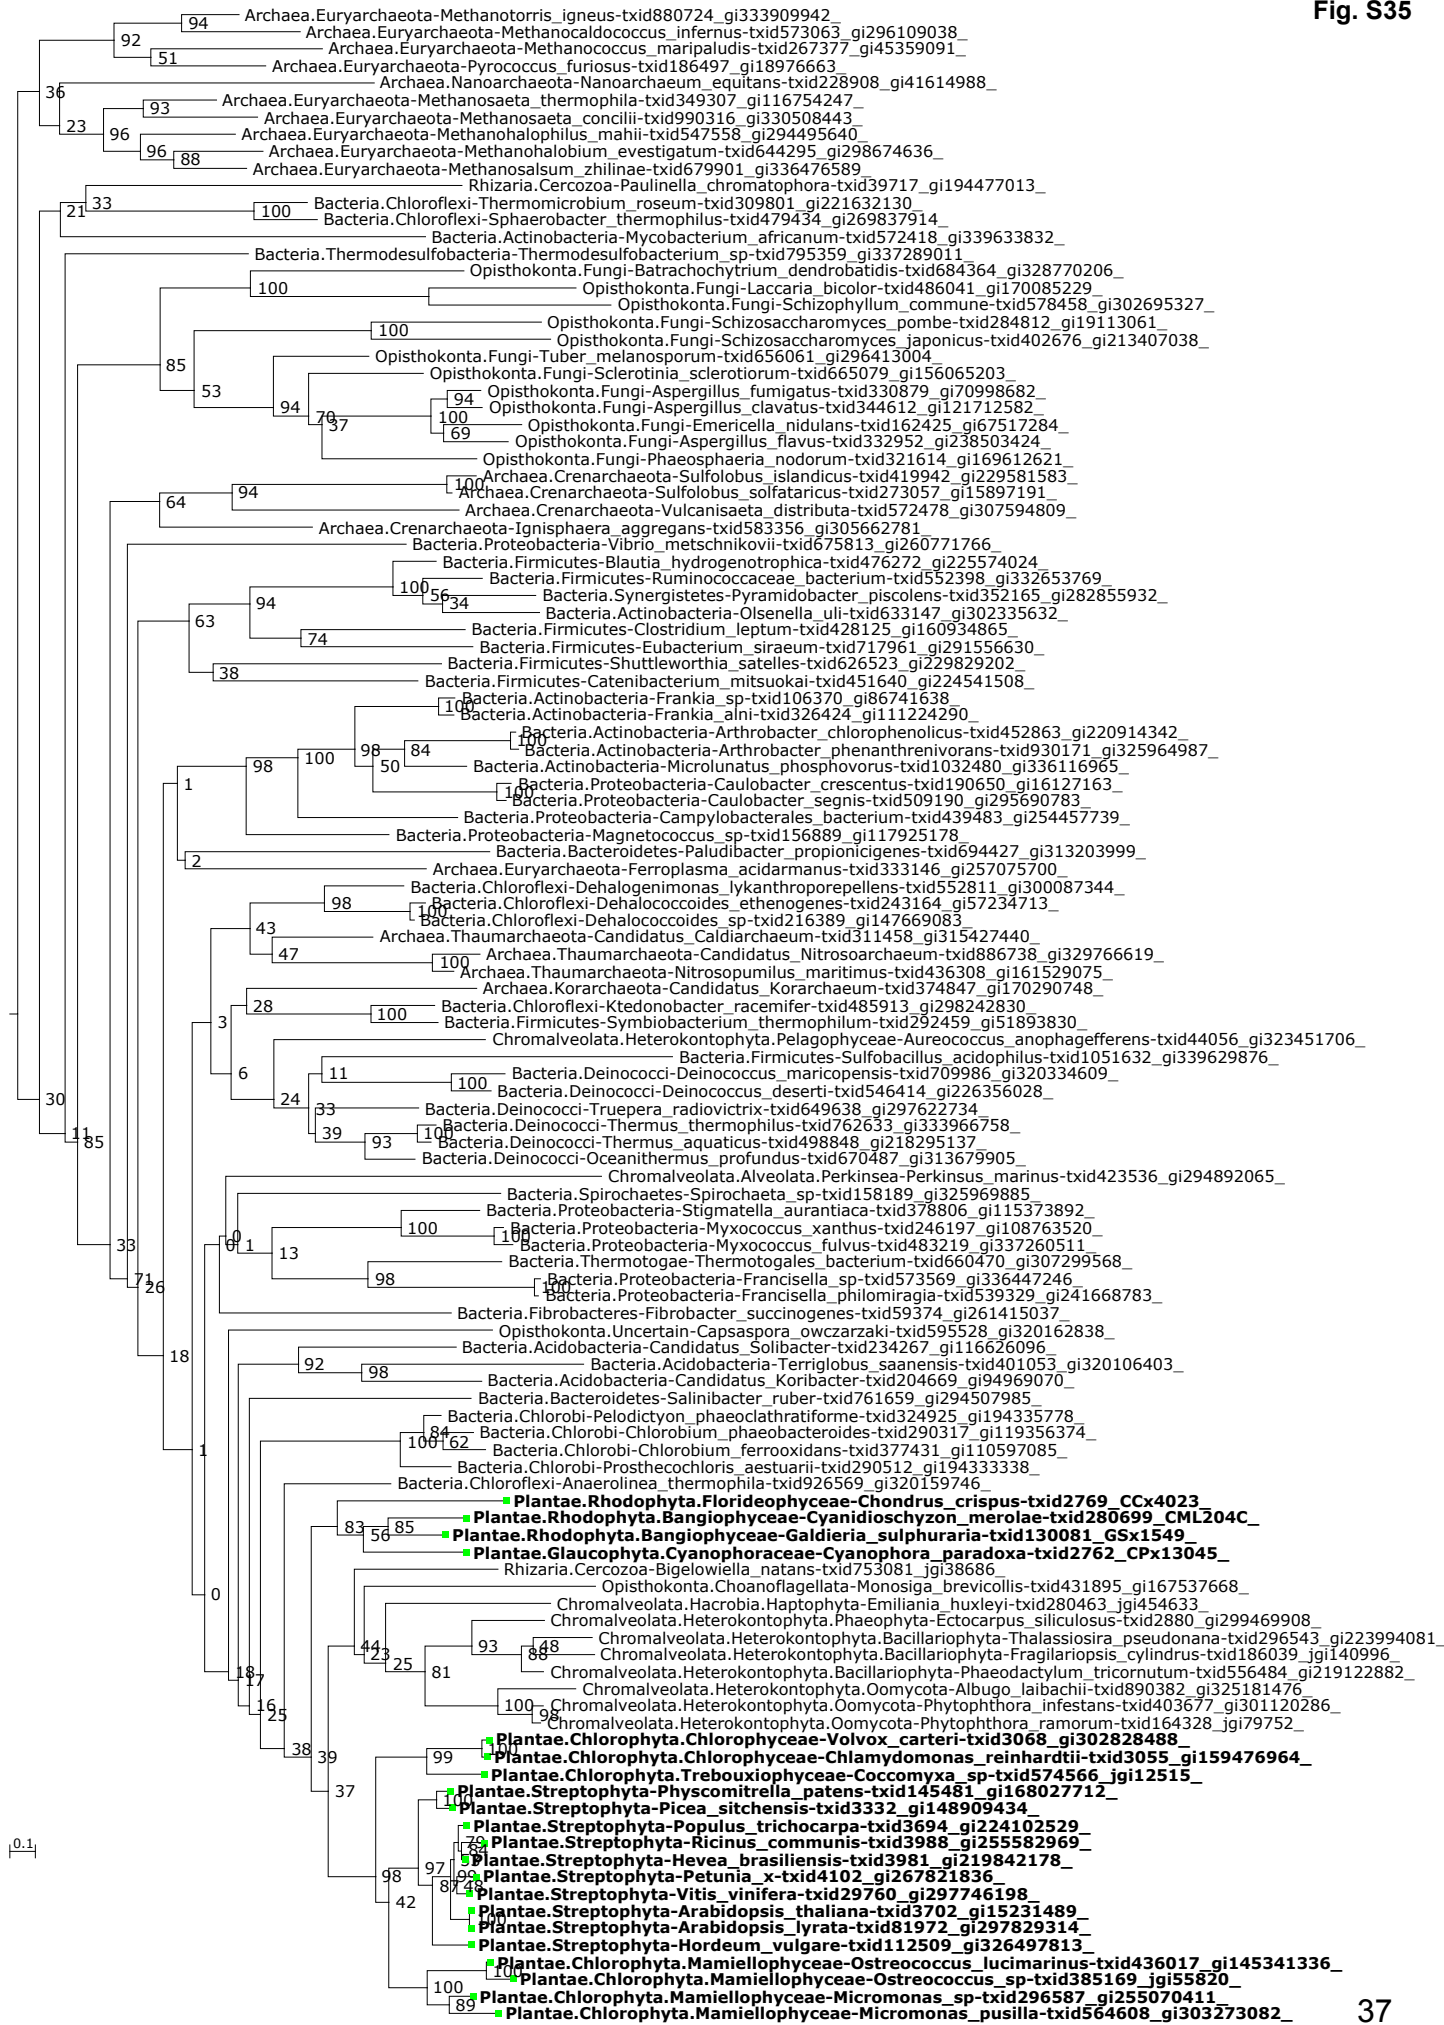 Fig. S35
94
Archaea.Euryarchaeota-Methanotorris_igneus-txid880724_gi333909942_
92
Archaea.Euryarchaeota-Methanocaldococcus_infernus-txid573063_gi296109038_
Archaea.Euryarchaeota-Methanococcus_maripaludis-txid267377_gi45359091_
51
Archaea.Euryarchaeota-Pyrococcus_furiosus-txid186497_gi18976663_
36
Archaea.Nanoarchaeota-Nanoarchaeum_equitans-txid228908_gi41614988_
Archaea.Euryarchaeota-Methanosaeta_thermophila-txid349307_gi116754247_
93
Archaea.Euryarchaeota-Methanosaeta_concilii-txid990316_gi330508443_
23
96
Archaea.Euryarchaeota-Methanohalophilus_mahii-txid547558_gi294495640_
96
Archaea.Euryarchaeota-Methanohalobium_evestigatum-txid644295_gi298674636_
88
Archaea.Euryarchaeota-Methanosalsum_zhilinae-txid679901_gi336476589_
Rhizaria.Cercozoa-Paulinella_chromatophora-txid39717_gi194477013_
33
Bacteria.Chloroflexi-Thermomicrobium_roseum-txid309801_gi221632130_
21
100
Bacteria.Chloroflexi-Sphaerobacter_thermophilus-txid479434_gi269837914_
Bacteria.Actinobacteria-Mycobacterium_africanum-txid572418_gi339633832_
Bacteria.Thermodesulfobacteria-Thermodesulfobacterium_sp-txid795359_gi337289011_
Opisthokonta.Fungi-Batrachochytrium_dendrobatidis-txid684364_gi328770206_
100
Opisthokonta.Fungi-Laccaria_bicolor-txid486041_gi170085229_
Opisthokonta.Fungi-Schizophyllum_commune-txid578458_gi302695327_
Opisthokonta.Fungi-Schizosaccharomyces_pombe-txid284812_gi19113061_
100
Opisthokonta.Fungi-Schizosaccharomyces_japonicus-txid402676_gi213407038_
85
Opisthokonta.Fungi-Tuber_melanosporum-txid656061_gi296413004_
Opisthokonta.Fungi-Sclerotinia_sclerotiorum-txid665079_gi156065203_
53
Opisthokonta.Fungi-Aspergillus_fumigatus-txid330879_gi70998682_
94
94
Opisthokonta.Fungi-Aspergillus_clavatus-txid344612_gi121712582_
70
100
37
Opisthokonta.Fungi-Emericella_nidulans-txid162425_gi67517284_
69
Opisthokonta.Fungi-Aspergillus_flavus-txid332952_gi238503424_
Opisthokonta.Fungi-Phaeosphaeria_nodorum-txid321614_gi169612621_
Archaea.Crenarchaeota-Sulfolobus_islandicus-txid419942_gi229581583_
100
94
Archaea.Crenarchaeota-Sulfolobus_solfataricus-txid273057_gi15897191_
64
Archaea.Crenarchaeota-Vulcanisaeta_distributa-txid572478_gi307594809_
Archaea.Crenarchaeota-Ignisphaera_aggregans-txid583356_gi305662781_
Bacteria.Proteobacteria-Vibrio_metschnikovii-txid675813_gi260771766_
Bacteria.Firmicutes-Blautia_hydrogenotrophica-txid476272_gi225574024_
100
Bacteria.Firmicutes-Ruminococcaceae_bacterium-txid552398_gi332653769_
56
Bacteria.Synergistetes-Pyramidobacter_piscolens-txid352165_gi282855932_
94
34
Bacteria.Actinobacteria-Olsenella_uli-txid633147_gi302335632_
63
Bacteria.Firmicutes-Clostridium_leptum-txid428125_gi160934865_
74
Bacteria.Firmicutes-Eubacterium_siraeum-txid717961_gi291556630_
Bacteria.Firmicutes-Shuttleworthia_satelles-txid626523_gi229829202_
38
Bacteria.Firmicutes-Catenibacterium_mitsuokai-txid451640_gi224541508_
Bacteria.Actinobacteria-Frankia_sp-txid106370_gi86741638_
100
Bacteria.Actinobacteria-Frankia_alni-txid326424_gi111224290_
Bacteria.Actinobacteria-Arthrobacter_chlorophenolicus-txid452863_gi220914342_
100
98
84
Bacteria.Actinobacteria-Arthrobacter_phenanthrenivorans-txid930171_gi325964987_
100
98
50
Bacteria.Actinobacteria-Microlunatus_phosphovorus-txid1032480_gi336116965_
1
Bacteria.Proteobacteria-Caulobacter_crescentus-txid190650_gi16127163_
100
Bacteria.Proteobacteria-Caulobacter_segnis-txid509190_gi295690783_
Bacteria.Proteobacteria-Campylobacterales_bacterium-txid439483_gi254457739_
Bacteria.Proteobacteria-Magnetococcus_sp-txid156889_gi117925178_
Bacteria.Bacteroidetes-Paludibacter_propionicigenes-txid694427_gi313203999_
2
Archaea.Euryarchaeota-Ferroplasma_acidarmanus-txid333146_gi257075700_
Bacteria.Chloroflexi-Dehalogenimonas_lykanthroporepellens-txid552811_gi300087344_
98
Bacteria.Chloroflexi-Dehalococcoides_ethenogenes-txid243164_gi57234713_
100
Bacteria.Chloroflexi-Dehalococcoides_sp-txid216389_gi147669083_
43
Archaea.Thaumarchaeota-Candidatus_Caldiarchaeum-txid311458_gi315427440_
47
Archaea.Thaumarchaeota-Candidatus_Nitrosoarchaeum-txid886738_gi329766619_
100
Archaea.Thaumarchaeota-Nitrosopumilus_maritimus-txid436308_gi161529075_
Archaea.Korarchaeota-Candidatus_Korarchaeum-txid374847_gi170290748_
28
Bacteria.Chloroflexi-Ktedonobacter_racemifer-txid485913_gi298242830_
3
100
Bacteria.Firmicutes-Symbiobacterium_thermophilum-txid292459_gi51893830_
Chromalveolata.Heterokontophyta.Pelagophyceae-Aureococcus_anophagefferens-txid44056_gi323451706_
Bacteria.Firmicutes-Sulfobacillus_acidophilus-txid1051632_gi339629876_
6
11
Bacteria.Deinococci-Deinococcus_maricopensis-txid709986_gi320334609_
100
Bacteria.Deinococci-Deinococcus_deserti-txid546414_gi226356028_
30
24
33
Bacteria.Deinococci-Truepera_radiovictrix-txid649638_gi297622734_
Bacteria.Deinococci-Thermus_thermophilus-txid762633_gi333966758_
11
39
100
85
93
Bacteria.Deinococci-Thermus_aquaticus-txid498848_gi218295137_
Bacteria.Deinococci-Oceanithermus_profundus-txid670487_gi313679905_
Chromalveolata.Alveolata.Perkinsea-Perkinsus_marinus-txid423536_gi294892065_
Bacteria.Spirochaetes-Spirochaeta_sp-txid158189_gi325969885_
Bacteria.Proteobacteria-Stigmatella_aurantiaca-txid378806_gi115373892_
100
Bacteria.Proteobacteria-Myxococcus_xanthus-txid246197_gi108763520_
0
100
33
0
1
Bacteria.Proteobacteria-Myxococcus_fulvus-txid483219_gi337260511_
13
Bacteria.Thermotogae-Thermotogales_bacterium-txid660470_gi307299568_
71
98
Bacteria.Proteobacteria-Francisella_sp-txid573569_gi336447246_
26
100
Bacteria.Proteobacteria-Francisella_philomiragia-txid539329_gi241668783_
Bacteria.Fibrobacteres-Fibrobacter_succinogenes-txid59374_gi261415037_
Opisthokonta.Uncertain-Capsaspora_owczarzaki-txid595528_gi320162838_
18
Bacteria.Acidobacteria-Candidatus_Solibacter-txid234267_gi116626096_
92
Bacteria.Acidobacteria-Terriglobus_saanensis-txid401053_gi320106403_
98
Bacteria.Acidobacteria-Candidatus_Koribacter-txid204669_gi94969070_
Bacteria.Bacteroidetes-Salinibacter_ruber-txid761659_gi294507985_
Bacteria.Chlorobi-Pelodictyon_phaeoclathratiforme-txid324925_gi194335778_
84
Bacteria.Chlorobi-Chlorobium_phaeobacteroides-txid290317_gi119356374_
100
62
1
Bacteria.Chlorobi-Chlorobium_ferrooxidans-txid377431_gi110597085_
Bacteria.Chlorobi-Prosthecochloris_aestuarii-txid290512_gi194333338_
Bacteria.Chloroflexi-Anaerolinea_thermophila-txid926569_gi320159746_
Plantae.Rhodophyta.Florideophyceae-Chondrus_crispus-txid2769_CCx4023_
Plantae.Rhodophyta.Bangiophyceae-Cyanidioschyzon_merolae-txid280699_CML204C_
83
85
56
Plantae.Rhodophyta.Bangiophyceae-Galdieria_sulphuraria-txid130081_GSx1549_
Plantae.Glaucophyta.Cyanophoraceae-Cyanophora_paradoxa-txid2762_CPx13045_
Rhizaria.Cercozoa-Bigelowiella_natans-txid753081_jgi38686_
Opisthokonta.Choanoflagellata-Monosiga_brevicollis-txid431895_gi167537668_
0
Chromalveolata.Hacrobia.Haptophyta-Emiliania_huxleyi-txid280463_jgi454633_
Chromalveolata.Heterokontophyta.Phaeophyta-Ectocarpus_siliculosus-txid2880_gi299469908_
Chromalveolata.Heterokontophyta.Bacillariophyta-Thalassiosira_pseudonana-txid296543_gi223994081_
44
93
48
23
88
Chromalveolata.Heterokontophyta.Bacillariophyta-Fragilariopsis_cylindrus-txid186039_jgi140996_
25
81
Chromalveolata.Heterokontophyta.Bacillariophyta-Phaeodactylum_tricornutum-txid556484_gi219122882_
18
17
Chromalveolata.Heterokontophyta.Oomycota-Albugo_laibachii-txid890382_gi325181476_
16
100
Chromalveolata.Heterokontophyta.Oomycota-Phytophthora_infestans-txid403677_gi301120286_
25
98
Chromalveolata.Heterokontophyta.Oomycota-Phytophthora_ramorum-txid164328_jgi79752_
Plantae.Chlorophyta.Chlorophyceae-Volvox_carteri-txid3068_gi302828488_
38
100
39
99
Plantae.Chlorophyta.Chlorophyceae-Chlamydomonas_reinhardtii-txid3055_gi159476964_
Plantae.Chlorophyta.Trebouxiophyceae-Coccomyxa_sp-txid574566_jgi12515_
37
Plantae.Streptophyta-Physcomitrella_patens-txid145481_gi168027712_
100
Plantae.Streptophyta-Picea_sitchensis-txid3332_gi148909434_
Plantae.Streptophyta-Populus_trichocarpa-txid3694_gi224102529_
0.1
Plantae.Streptophyta-Ricinus_communis-txid3988_gi255582969_
Plantae.Streptophyta-Hevea_brasiliensis-txid3981_gi219842178_
97
98
Plantae.Streptophyta-Petunia_x-txid4102_gi267821836_
87
48
Plantae.Streptophyta-Vitis_vinifera-txid29760_gi297746198_
42
Plantae.Streptophyta-Arabidopsis_thaliana-txid3702_gi15231489_
100
Plantae.Streptophyta-Arabidopsis_lyrata-txid81972_gi297829314_
Plantae.Streptophyta-Hordeum_vulgare-txid112509_gi326497813_
Plantae.Chlorophyta.Mamiellophyceae-Ostreococcus_lucimarinus-txid436017_gi145341336_
100
Plantae.Chlorophyta.Mamiellophyceae-Ostreococcus_sp-txid385169_jgi55820_
100
Plantae.Chlorophyta.Mamiellophyceae-Micromonas_sp-txid296587_gi255070411_
89
Plantae.Chlorophyta.Mamiellophyceae-Micromonas_pusilla-txid564608_gi303273082_
37